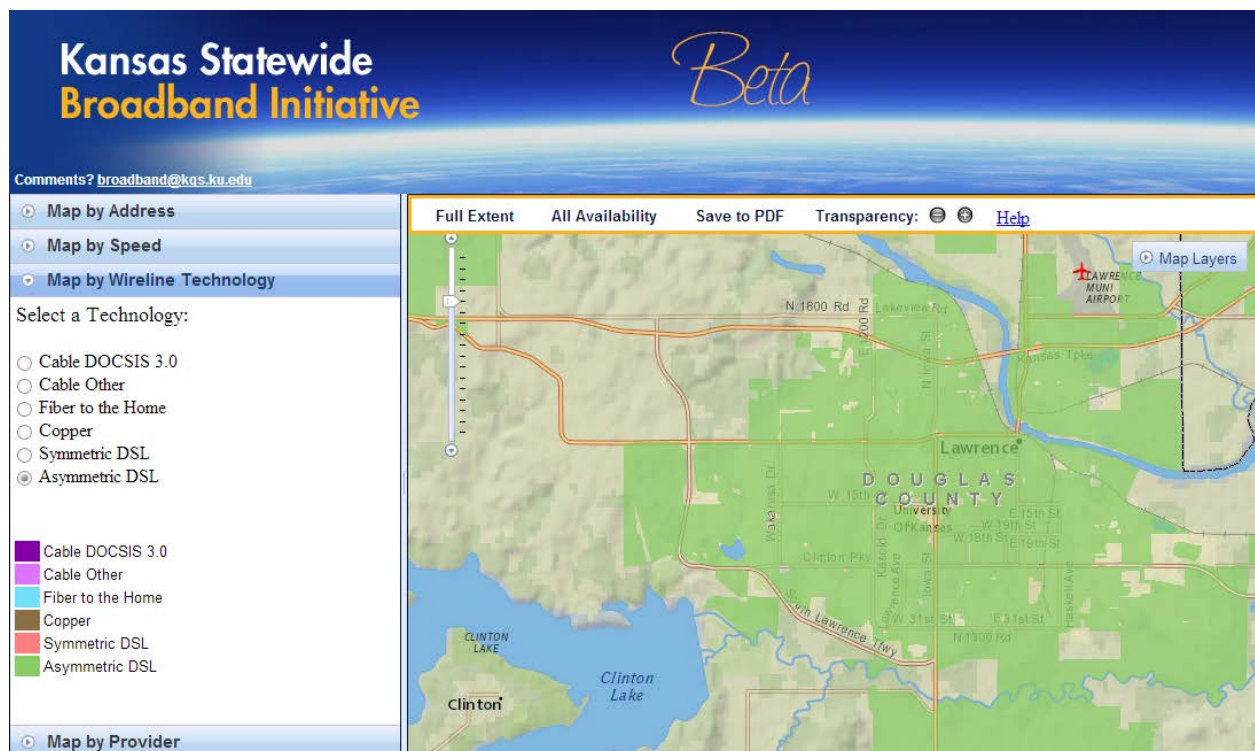 Kansas Statewide
Broadband Initiative
Beta
Comments? broadband@kgs.ku.edu
Map by Address
Map by Speed
Map by Wireline Technology
Select a Technology:
Cable DOCSIS 3.0
Cable Other
Fiber to the Home
Copper
Symmetric DSL
Asymmetric DSL
Cable DOCSIS 3.0
Cable Other
Fiber to the Home
Copper
Symmetric DSL
Asymmetric DSL
Map by Provider
Full Extent All Availability Save to PDF Transparency: Help
Map Layers
LAWRENCE
MUNI
AIRPORT
N 1800 Rd
E 1200 Rd
Lakeview Rd
N Iowa St
Kansas Tpke
Lawrence
DOUGLAS
COUNTY
W 15th
University
Of Kansas
E 15th St
W 19th St
W 18th St
E 19th St
Wakarusa Dr
Clinton Pky
Kasold Dr
Lawrence Ave
Iowa St
Haskell Ave
South Lawrence Tfwy
W 31st St
E 31st St
N 1300 Rd
CLINTON
LAKE
Clinton
Lake
Clinton